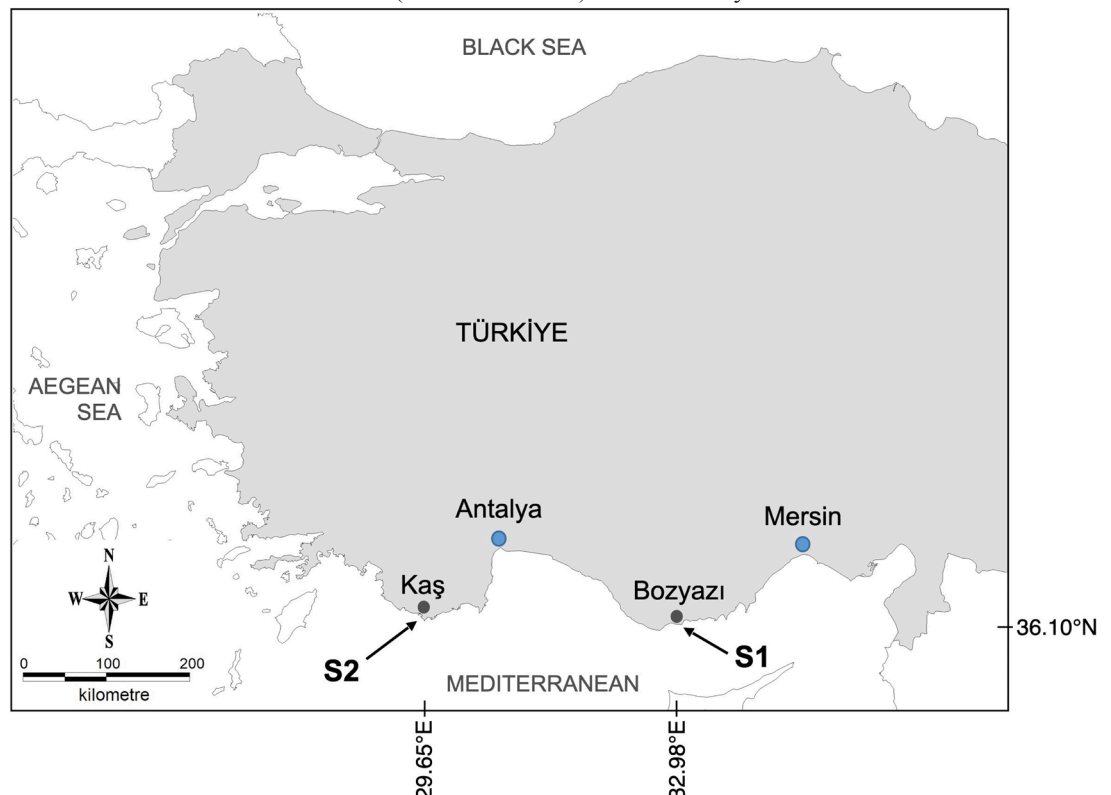 BLACK SEA
TÜRKİYE
AEGEAN
SEA
Antalya
Mersin
Kaş
Bozyazı
N
W
E
S
36.10°N
S2
S1
0 100 200
kilometre
MEDITERRANEAN
29.65°E
32.98°E